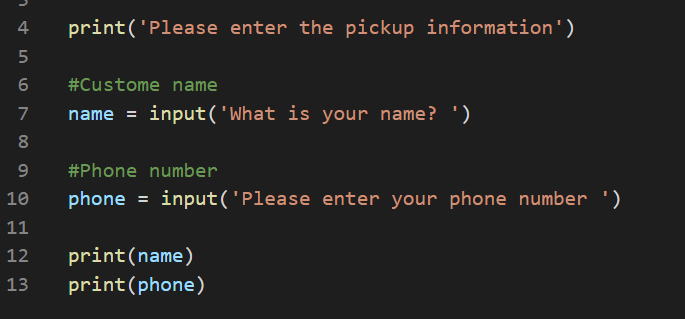 4 print('Please enter the pickup information')
5
6 #Custome name
7 name = input('What is your name? ')
8
9 #Phone number
10 phone = input('Please enter your phone number ')
11
12 print(name)
13 print(phone)